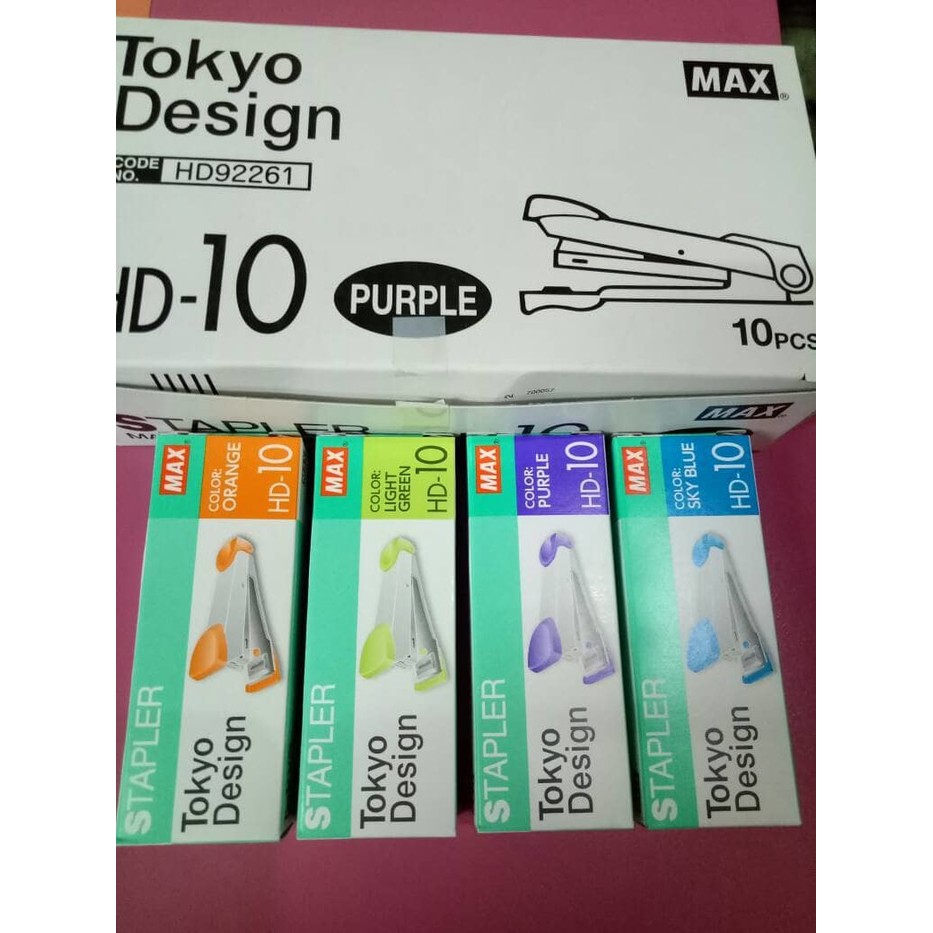 Tokyo
Design
MAX
®
CODE
NO.
HD92261
HD-10
PURPLE
10PCS
STAPLER
MAX
MAX
COLOR:
ORANGE
HD-10
STAPLER
Tokyo
Design
MAX
COLOR:
LIGHT
GREEN
HD-10
STAPLER
Tokyo
Design
MAX
COLOR:
PURPLE
HD-10
STAPLER
Tokyo
Design
MAX
COLOR:
SKY BLUE
HD-10
STAPLER
Tokyo
Design